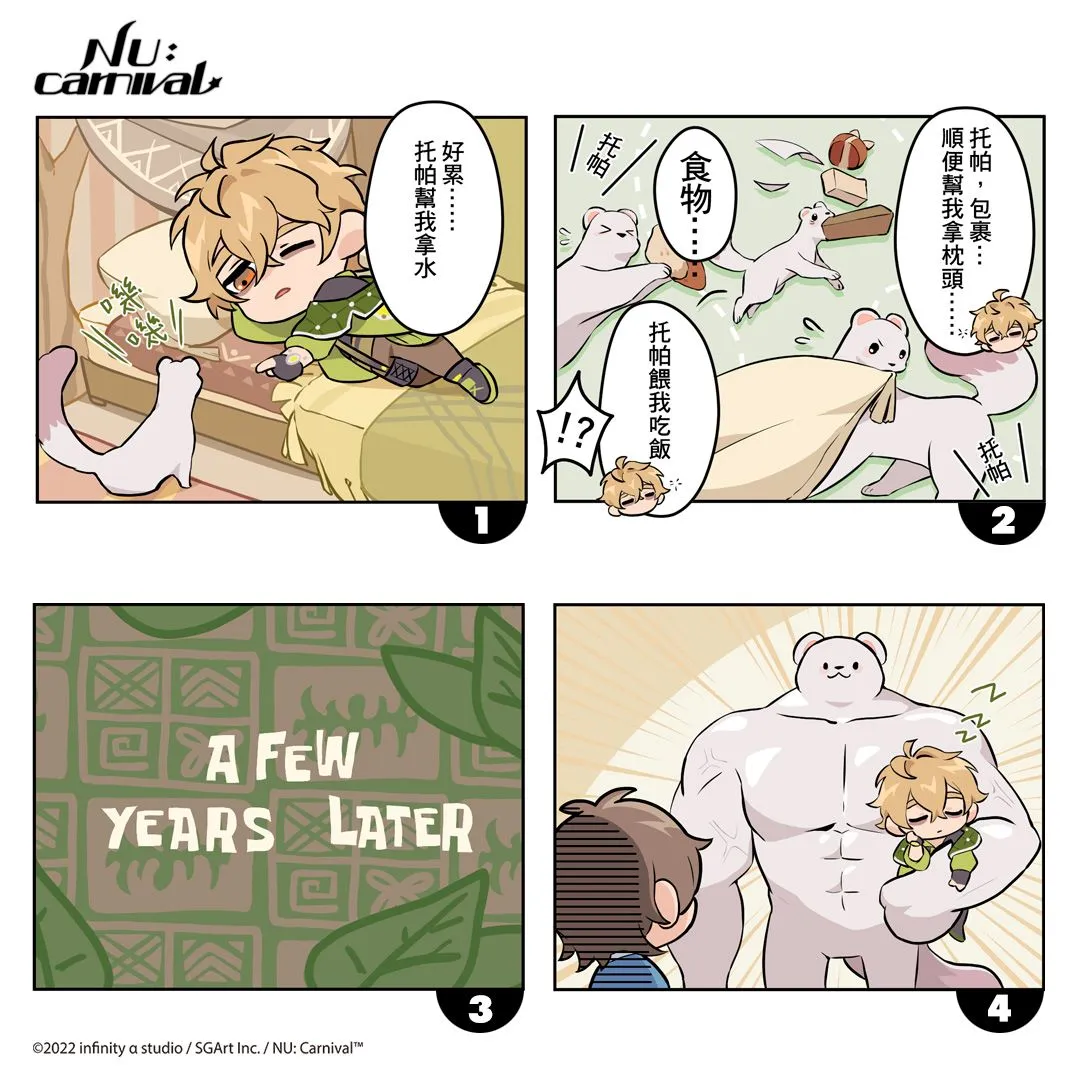 NU:
carnival
好累……
托帕幫我拿水
嘰
嘰
1
托帕，包裹…
順便幫我拿枕頭……
食物……
托帕
托帕餵我吃飯
!?
托帕
2
A FEW
YEARS LATER
3
Z
Z
Z
4
©2022 infinity α studio / SGArt Inc. / NU: Carnival™